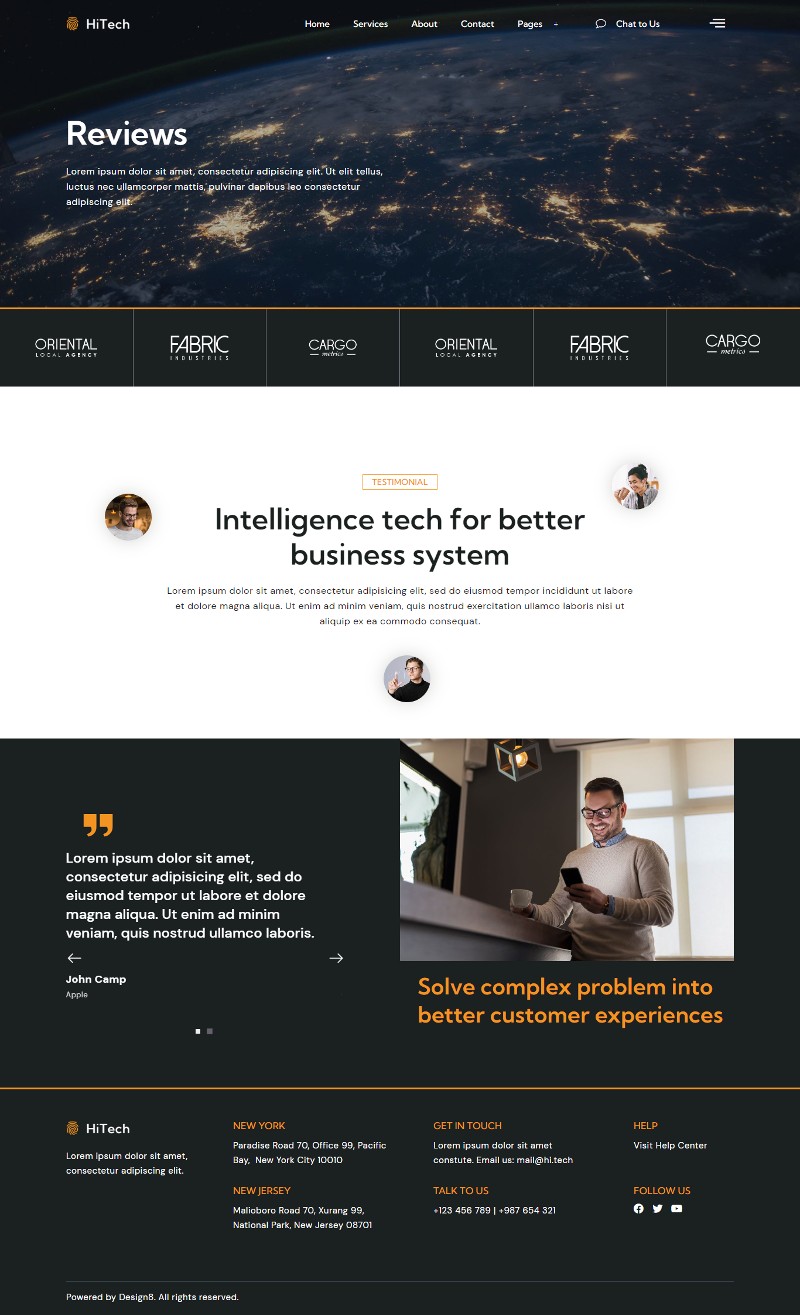 HiTech
Home Services About Contact Pages - Chat to Us
Reviews
Lorem ipsum dolor sit amet, consectetur adipiscing elit. Ut elit tellus,
luctus nec ullamcorper mattis, pulvinar dapibus leo consectetur
adipiscing elit.
ORIENTAL
LOCAL AGENCY
FABRIC
INDUSTRIES
CARGO
metrics
ORIENTAL
LOCAL AGENCY
FABRIC
INDUSTRIES
CARGO
metrics
TESTIMONIAL
Intelligence tech for better
business system
Lorem ipsum dolor sit amet, consectetur adipisicing elit, sed do eiusmod tempor incididunt ut labore
et dolore magna aliqua. Ut enim ad minim veniam, quis nostrud exercitation ullamco laboris nisi ut
aliquip ex ea commodo consequat.
Lorem ipsum dolor sit amet,
consectetur adipisicing elit, sed do
eiusmod tempor ut labore et dolore
magna aliqua. Ut enim ad minim
veniam, quis nostrud ullamco laboris.
John Camp
Apple
Solve complex problem into
better customer experiences
HiTech
Lorem ipsum dolor sit amet,
consectetur adipiscing elit.
NEW YORK
Paradise Road 70, Office 99, Pacific
Bay, New York City 10010
NEW JERSEY
Malioboro Road 70, Xurang 99,
National Park, New Jersey 08701
GET IN TOUCH
Lorem ipsum dolor sit amet
constute. Email us: mail@hi.tech
TALK TO US
+123 456 789 | +987 654 321
HELP
Visit Help Center
FOLLOW US
Powered by Design8. All rights reserved.